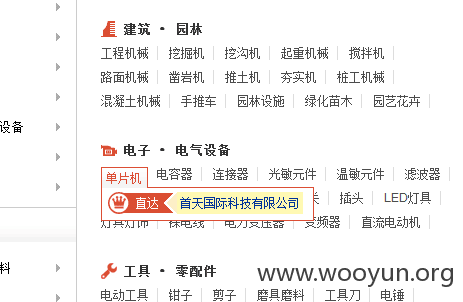 建筑 · 园林
工程机械 挖掘机 挖沟机 起重机械 搅拌机
路面机械 凿岩机 推土机 夯实机 桩工机械
混凝土机械 手推车 园林设施 绿化苗木 园艺花卉
设备
电子 · 电气设备
单片机 电容器 连接器 光敏元件 温敏元件 滤波器
直达 首天国际科技有限公司 长 插头 LED灯具
灯具灯饰 电力变压器 变频器 直流电动机
料
工具 · 零配件
www.wooyun.org
电动工具 钳子 剪子 磨具磨料 工具刀 电锤